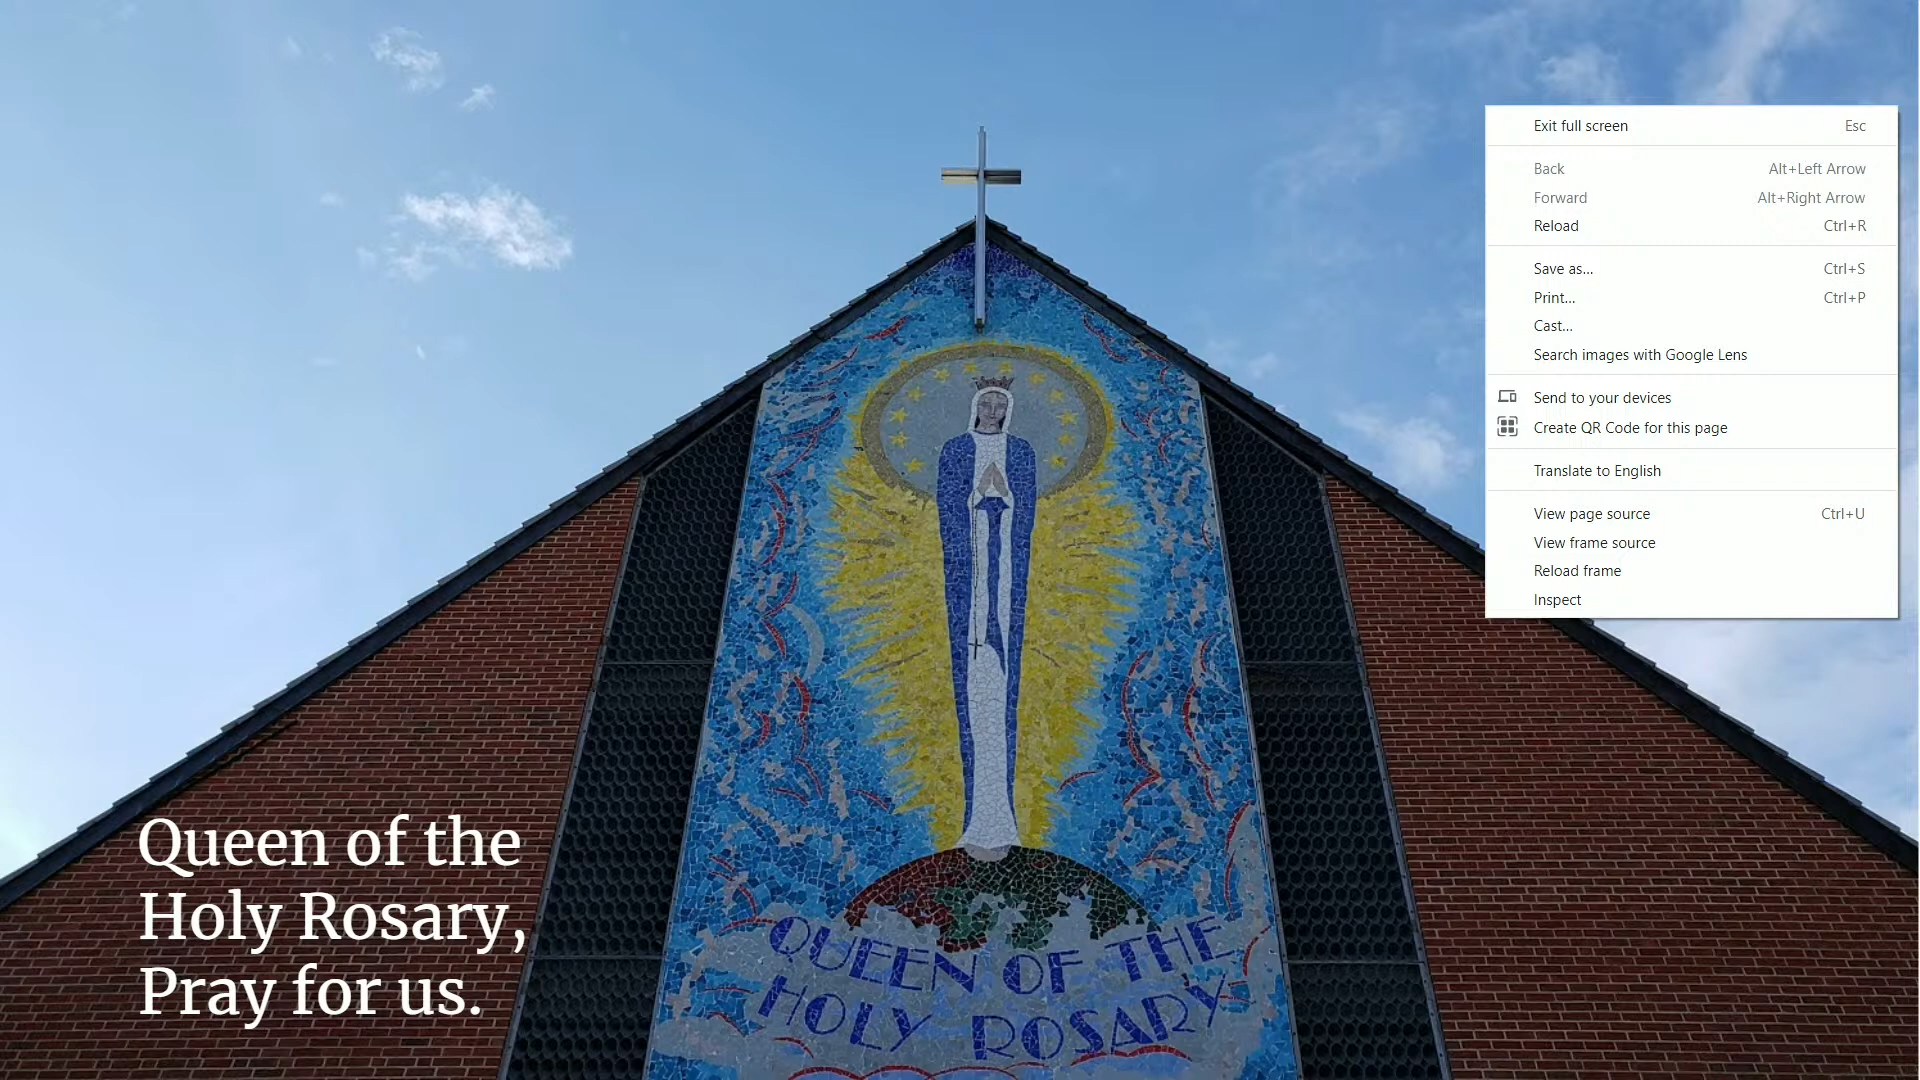 Exit full screen Esc
Back Alt+Left Arrow
Forward Alt+Right Arrow
Reload Ctrl+R
Save as... Ctrl+S
Print... Ctrl+P
Cast...
Search images with Google Lens
Send to your devices
Create QR Code for this page
Translate to English
View page source Ctrl+U
View frame source
Reload frame
Inspect
Queen of the
Holy Rosary,
Pray for us.
QUEEN OF THE
HOLY ROSARY